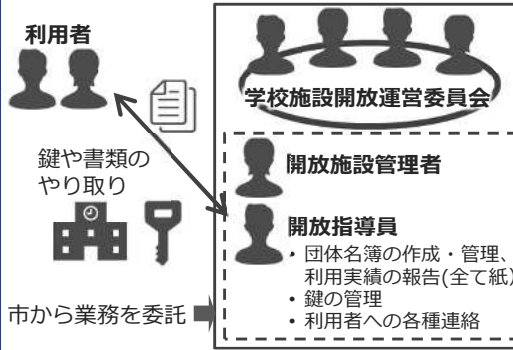 利用者
学校施設開放運営委員会
鍵や書類の
やり取り
開放施設管理者
開放指導員
・団体名簿の作成・管理、
利用実績の報告(全て紙)
・鍵の管理
・利用者への各種連絡
市から業務を委託